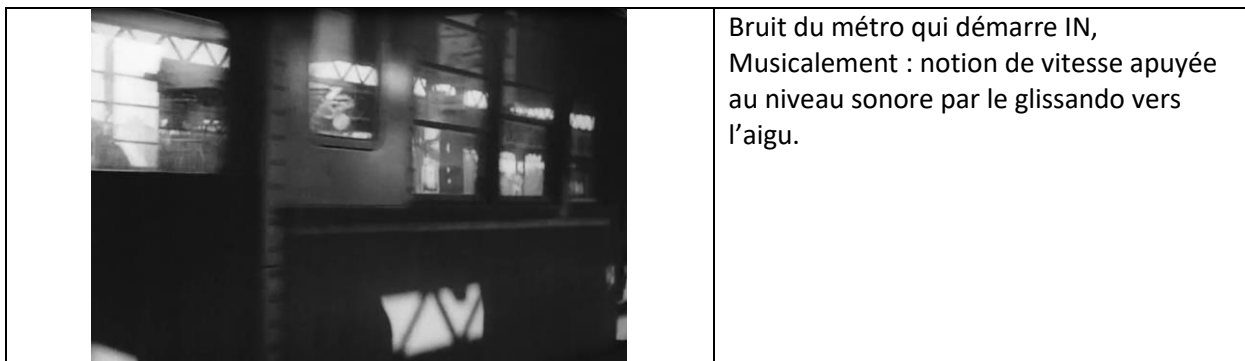 Bruit du métro qui démarre IN,
Musicalement : notion de vitesse apuyée
au niveau sonore par le glissando vers
l’aigu.